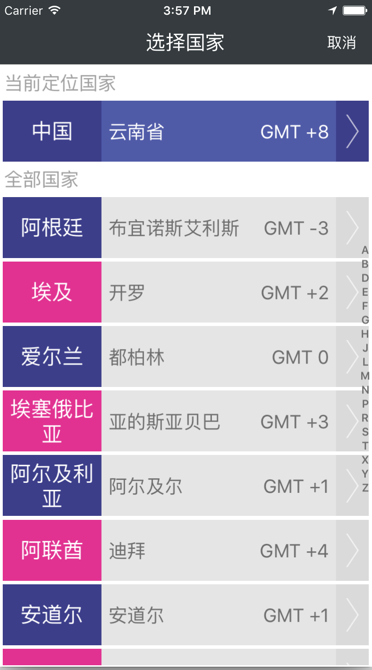 Carrier 3:57 PM
选择国家 取消
当前定位国家
中国 云南省 GMT +8
全部国家
阿根廷 布宜诺斯艾利斯 GMT -3
埃及 开罗 GMT +2
爱尔兰 都柏林 GMT 0
埃塞俄比
亚 亚的斯亚贝巴 GMT +3
阿尔及利
亚 阿尔及尔 GMT +1
阿联酋 迪拜 GMT +4
安道尔 安道尔 GMT +1
A
B
D
E
F
G
H
J
L
M
N
P
R
S
T
X
Y
Z